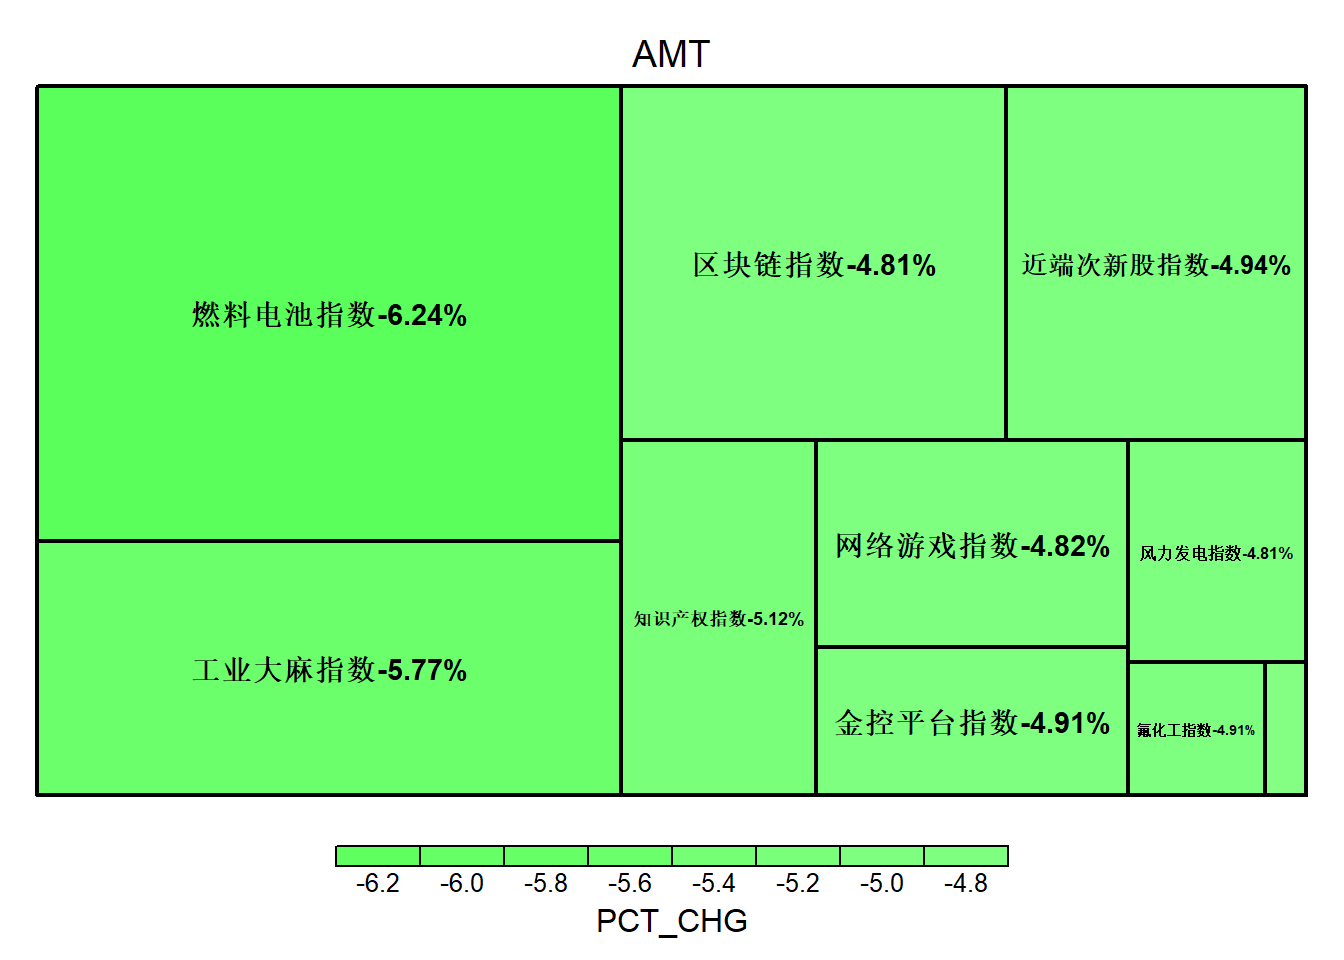 AMT
燃料电池指数-6.24%
区块链指数-4.81%
近端次新股指数-4.94%
工业大麻指数-5.77%
知识产权指数-5.12%
网络游戏指数-4.82%
风力发电指数-4.81%
金控平台指数-4.91%
氟化工指数-4.91%
-6.2 -6.0 -5.8 -5.6 -5.4 -5.2 -5.0 -4.8
PCT_CHG